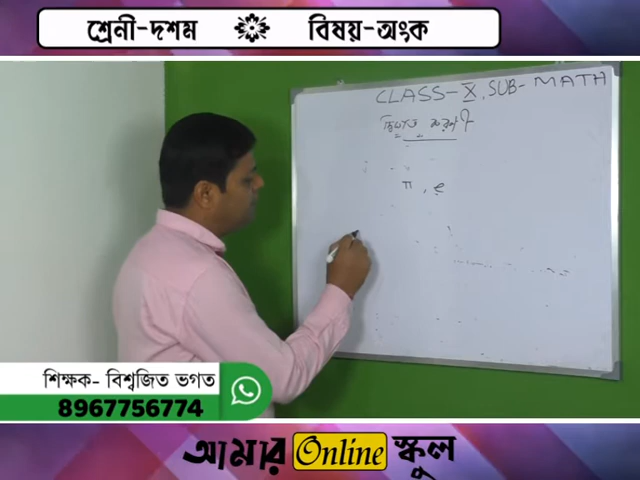 শ্রেনী-দশম বিষয়-অংক
CLASS-X, SUB-MATH
দ্বিঘাত করণী
π, e
শিক্ষক- বিশ্বজিত ভগত
8967756774
আমার Online স্কুল